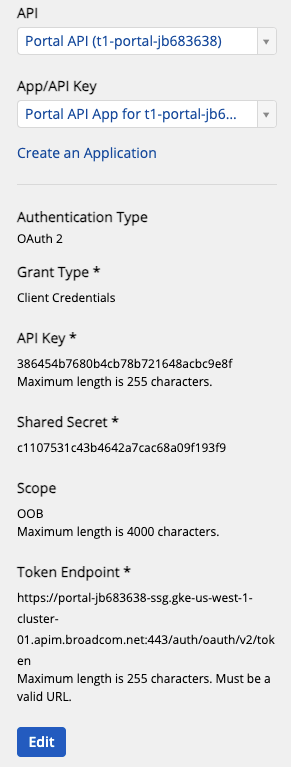 API
Portal API (t1-portal-jb683638)
App/API Key
Portal API App for t1-portal-jb6...
Create an Application
Authentication Type
OAuth 2
Grant Type *
Client Credentials
API Key *
386454b7680b4cb78b721648acbc9e8f
Maximum length is 255 characters.
Shared Secret *
c1107531c43b4642a7cac68a09f193f9
Scope
OOB
Maximum length is 4000 characters.
Token Endpoint *
https://portal-jb683638-ssg.gke-us-west-1-
cluster-
01.apim.broadcom.net:443/auth/oauth/v2/tok
en
Maximum length is 255 characters. Must be a
valid URL.
Edit